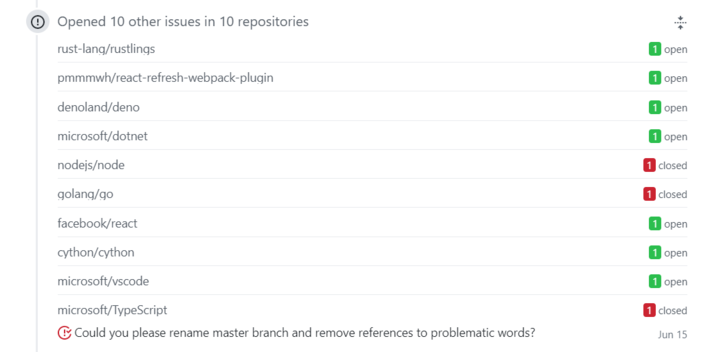 Opened 10 other issues in 10 repositories
rust-lang/rustlings 1 open
pmmmwh/react-refresh-webpack-plugin 1 open
denoland/deno 1 open
microsoft/dotnet 1 open
nodejs/node 1 closed
golang/go 1 closed
facebook/react 1 open
cython/cython 1 open
microsoft/vscode 1 open
microsoft/TypeScript 1 closed
Could you please rename master branch and remove references to problematic words? Jun 15